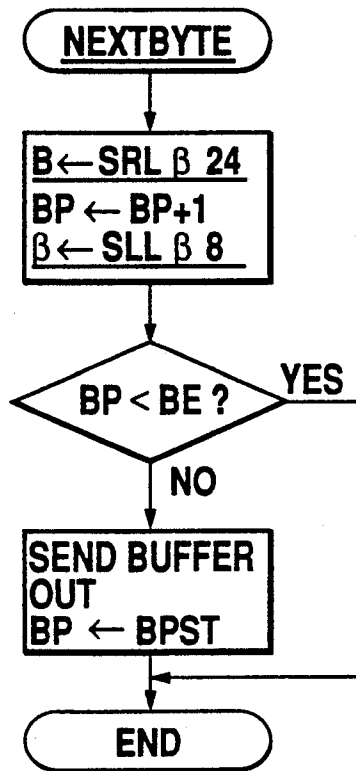 NEXTBYTE
B ← SRL β 24
BP ← BP+1
β ← SLL β 8
BP < BE ?
YES
NO
SEND BUFFER
OUT
BP ← BPST
END